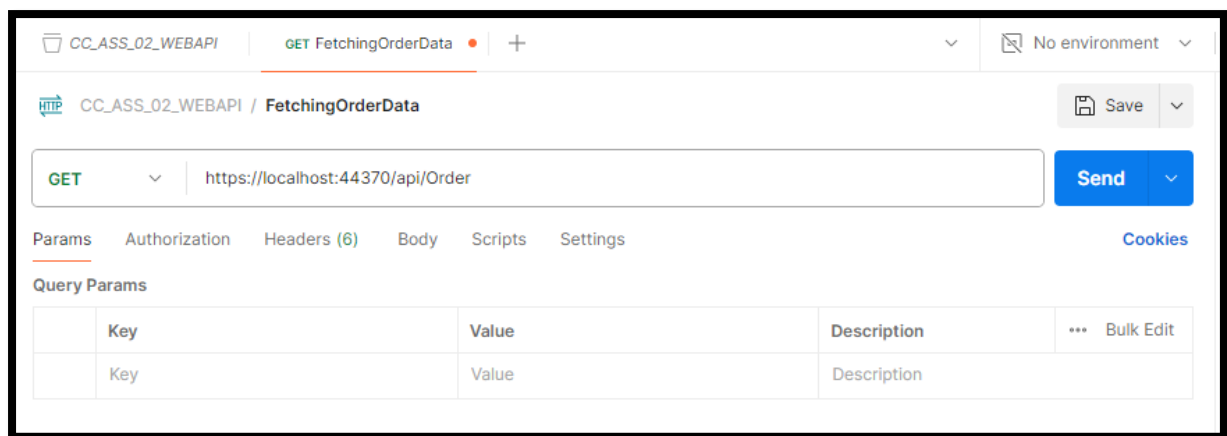 CC_ASS_02_WEBAPI GET FetchingOrderData + No environment
HTTP CC_ASS_02_WEBAPI / FetchingOrderData Save
GET https://localhost:44370/api/Order Send
Params Authorization Headers (6) Body Scripts Settings Cookies
Query Params
Key Value Description ••• Bulk Edit
Key Value Description